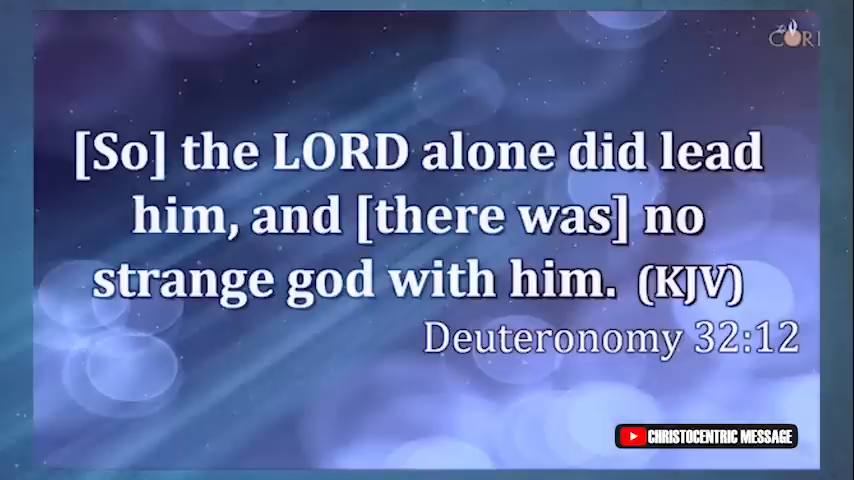 CORI
[So] the LORD alone did lead
him, and [there was] no
strange god with him. (KJV)
Deuteronomy 32:12
CHRISTOCENTRIC MESSAGE